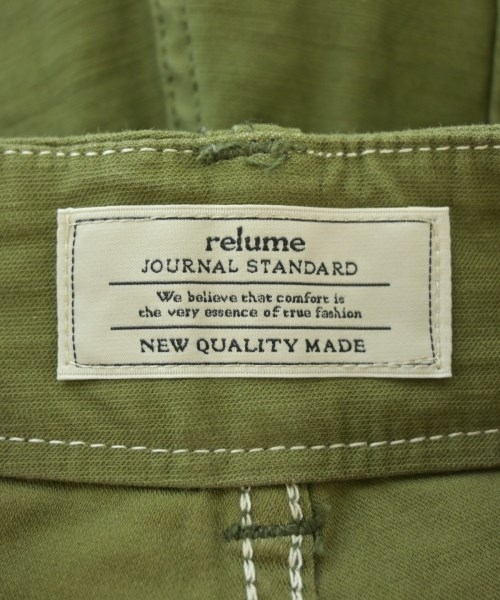 relume
JOURNAL STANDARD
We believe that comfort is
the very essence of true fashion
NEW QUALITY MADE